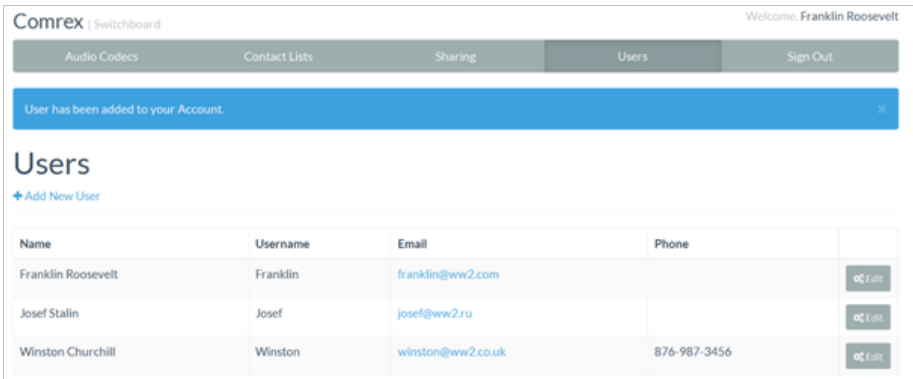 Comrex | Switchboard
Welcome, Franklin Roosevelt
Audio Codecs Contact Lists Sharing Users Sign Out
User has been added to your Account. ×
Users
+ Add New User
Name Username Email Phone
Franklin Roosevelt Franklin franklin@ww2.com Edit
Josef Stalin Josef josef@ww2.ru Edit
Winston Churchill Winston winston@ww2.co.uk 876-987-3456 Edit